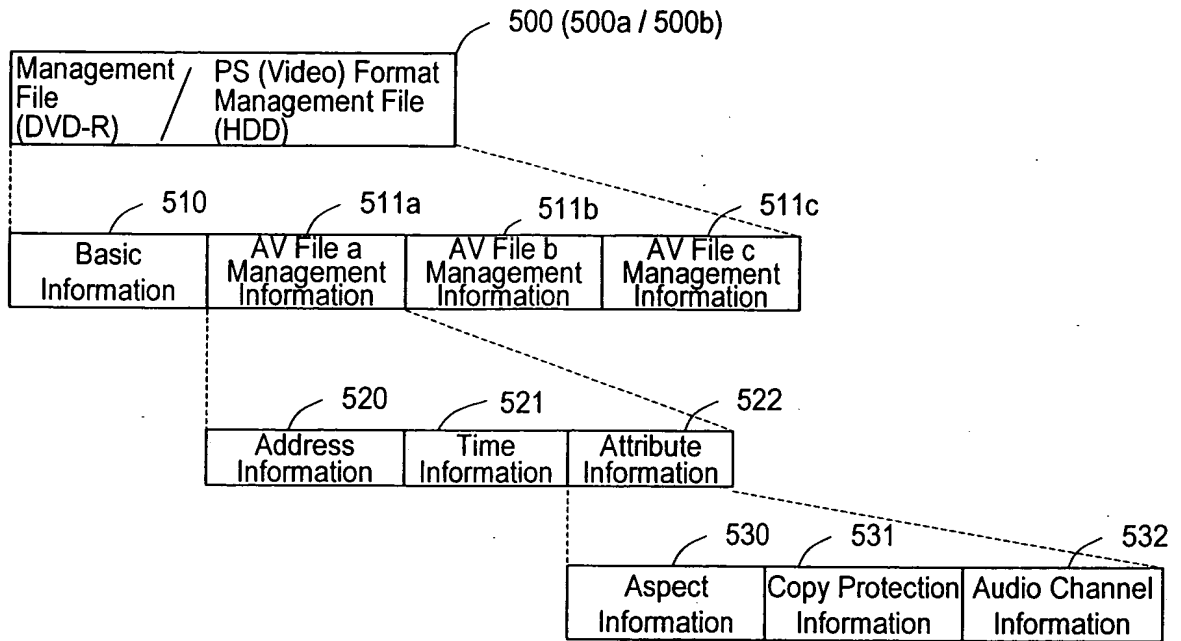 500 (500a / 500b)
Management / PS (Video) Format
File Management File
(DVD-R) (HDD)
510 511a 511b 511c
Basic AV File a AV File b AV File c
Management Management Management
Information Information Information Information
520 521 522
Address Time Attribute
Information Information Information
530 531 532
Aspect Copy Protection Audio Channel
Information Information Information